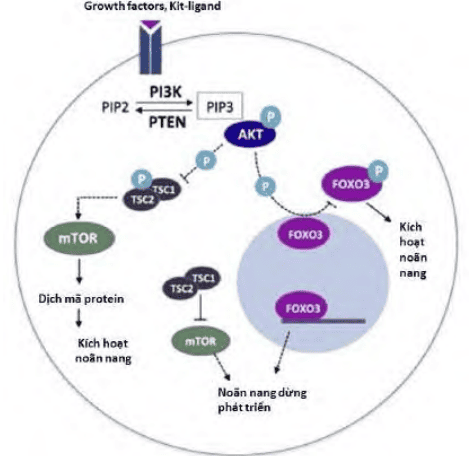 Growth factors, Kit-ligand
PI3K
PIP2
PIP3
PTEN
P
AKT
P
P
P
TSC1
TSC2
P
FOXO3
FOXO3
mTOR
Kích
hoạt
noãn
nang
Dịch mã protein
TSC1
TSC2
FOXO3
Kích hoạt
noãn nang
mTOR
Noãn nang dừng
phát triển